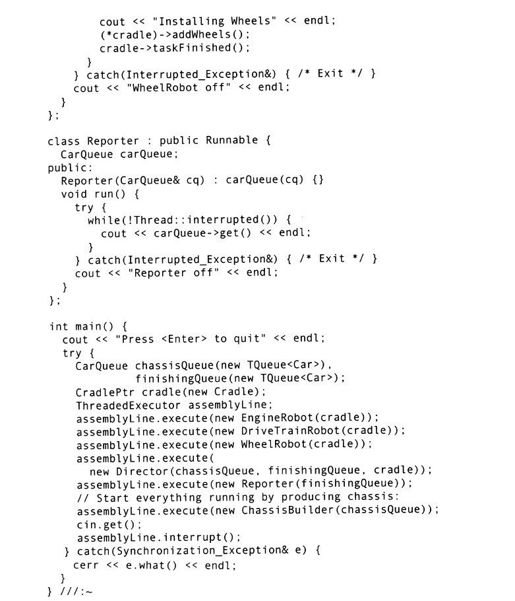 cout << "Installing Wheels" << endl;
(*cradle)->addWheels();
cradle->taskFinished();
}
} catch(Interrupted_Exception&) { /* Exit */ }
cout << "WheelRobot off" << endl;
}
};
class Reporter : public Runnable {
CarQueue carQueue;
public:
Reporter(CarQueue& cq) : carQueue(cq) {}
void run() {
try {
while(!Thread::interrupted()) {
cout << carQueue->get() << endl;
}
} catch(Interrupted_Exception&) { /* Exit */ }
cout << "Reporter off" << endl;
}
};
int main() {
cout << "Press <Enter> to quit" << endl;
try {
CarQueue chassisQueue(new TQueue<Car>),
finishingQueue(new TQueue<Car>);
CradlePtr cradle(new Cradle);
ThreadedExecutor assemblyLine;
assemblyLine.execute(new EngineRobot(cradle));
assemblyLine.execute(new DriveTrainRobot(cradle));
assemblyLine.execute(new WheelRobot(cradle));
assemblyLine.execute(
new Director(chassisQueue, finishingQueue, cradle));
assemblyLine.execute(new Reporter(finishingQueue));
// Start everything running by producing chassis:
assemblyLine.execute(new ChassisBuilder(chassisQueue));
cin.get();
assemblyLine.interrupt();
} catch(Synchronization_Exception& e) {
cerr << e.what() << endl;
}
} ///:~